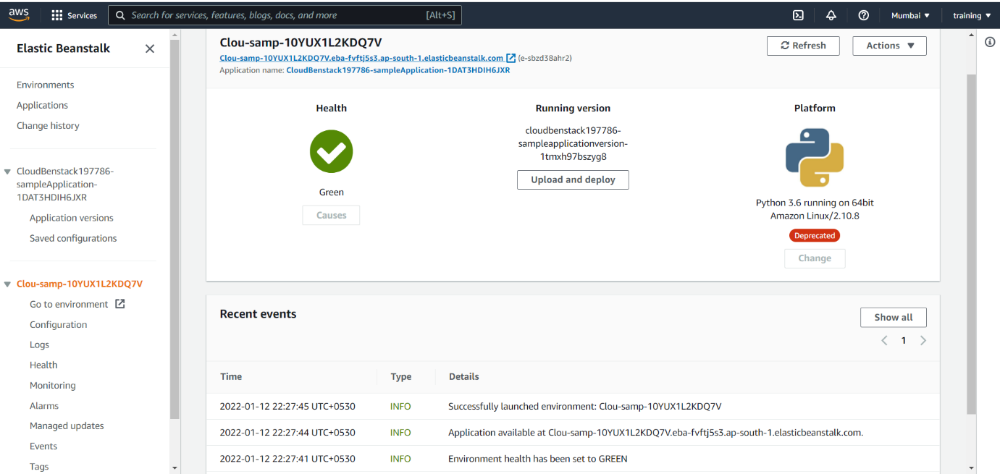 aws
Services
Search for services, features, blogs, docs, and more
[Alt+S]
Mumbai
training
Elastic Beanstalk
Environments
Applications
Change history
CloudBenstack197786-
sampleApplication-
1DAT3HDIH6JXR
Application versions
Saved configurations
Clou-samp-10YUX1L2KDQ7V
Go to environment
Configuration
Logs
Health
Monitoring
Alarms
Managed updates
Events
Tags
Clou-samp-10YUX1L2KDQ7V
Clou-samp-10YUX1L2KDQ7V.eba-fvftj5s3.ap-south-1.elasticbeanstalk.com (e-sbzd38ahr2)
Application name: CloudBenstack197786-sampleApplication-1DAT3HDIH6JXR
Refresh
Actions
Health
Green
Causes
Running version
cloudbenstack197786-
sampleapplicationversion-
1tmxh97bszyg8
Upload and deploy
Platform
Python 3.6 running on 64bit
Amazon Linux/2.10.8
Deprecated
Change
Recent events
Show all
1
Time Type Details
2022-01-12 22:27:45 UTC+0530 INFO Successfully launched environment: Clou-samp-10YUX1L2KDQ7V
2022-01-12 22:27:44 UTC+0530 INFO Application available at Clou-samp-10YUX1L2KDQ7V.eba-fvftj5s3.ap-south-1.elasticbeanstalk.com.
2022-01-12 22:27:41 UTC+0530 INFO Environment health has been set to GREEN